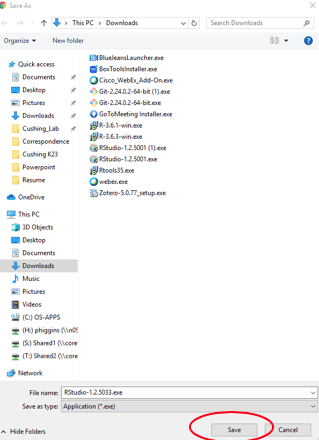 Save As
This PC > Downloads
Search Downloads
Organize
New folder
Quick access
Documents
Desktop
Pictures
Downloads
Cushing_Lab
Correspondence
Cushing K23
Powerpoint
Resume
OneDrive
This PC
3D Objects
Desktop
Documents
Downloads
Music
Pictures
Videos
(C:) OS-APPS
(H:) phiggins (\\n05
(S:) Shared1 (\\core
(T:) Shared2 (\\core
Network
BlueJeansLauncher.exe
BoxToolsInstaller.exe
Cisco_WebEx_Add-On.exe
Git-2.24.0.2-64-bit (1).exe
Git-2.24.0.2-64-bit.exe
GoToMeeting Installer.exe
R-3.6.1-win.exe
R-3.6.3-win.exe
RStudio-1.2.5001 (1).exe
RStudio-1.2.5001.exe
Rtools35.exe
webex.exe
Zotero-5.0.77_setup.exe
File name: RStudio-1.2.5033.exe
Save as type: Application (*.exe)
Hide Folders
Save
Cancel